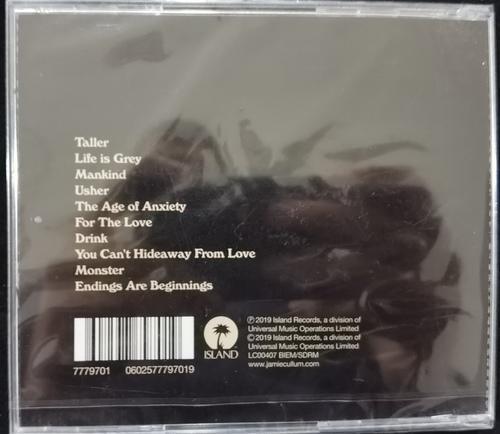 Taller
Life is Grey
Mankind
Usher
The Age of Anxiety
For The Love
Drink
You Can't Hideaway From Love
Monster
Endings Are Beginnings
7779701 0602577797019
ISLAND
℗ 2019 Island Records, a division of
Universal Music Operations Limited
© 2019 Island Records, a division of
Universal Music Operations Limited
LC00407 BIEM/SDRM
www.jamiecullum.com